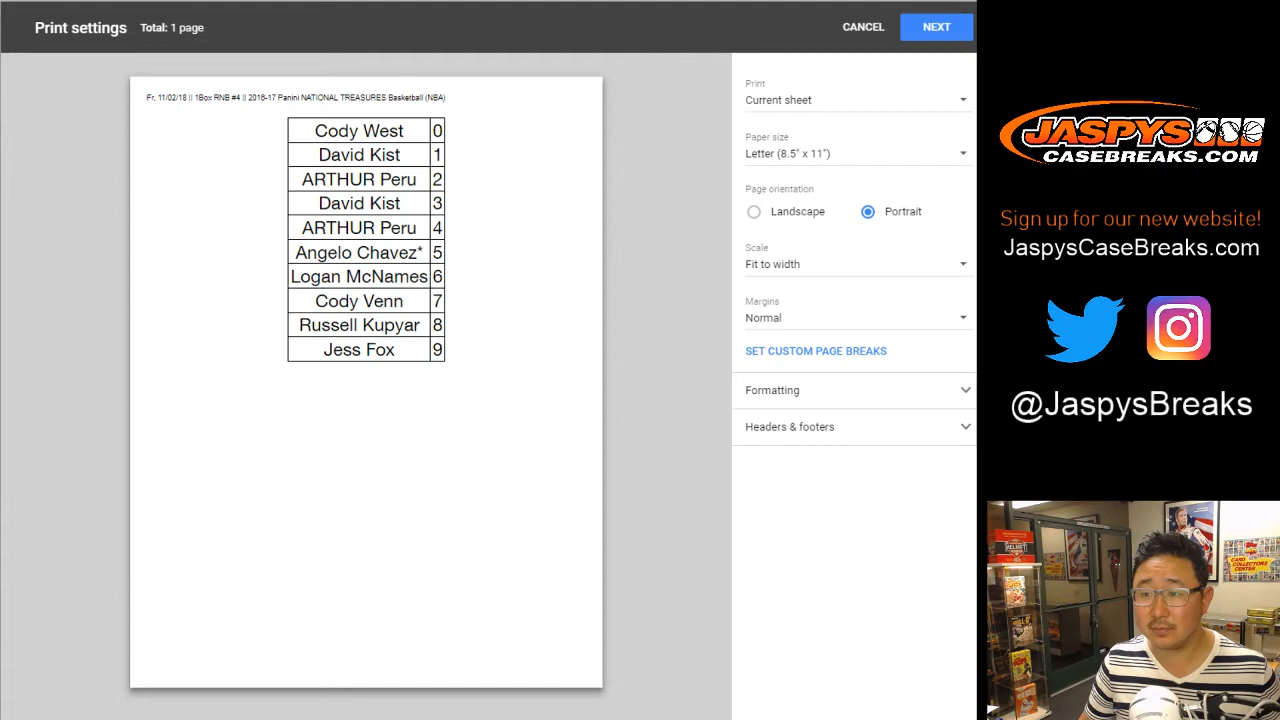 Print settings Total: 1 page CANCEL NEXT
Fr, 11/02/18 || 1Box RNB #4 || 2016-17 Panini NATIONAL TREASURES Basketball (NBA)
Cody West 0
David Kist 1
ARTHUR Peru 2
David Kist 3
ARTHUR Peru 4
Angelo Chavez* 5
Logan McNames 6
Cody Venn 7
Russell Kupyar 8
Jess Fox 9
Print
Current sheet
Paper size
Letter (8.5" x 11")
Page orientation
Landscape Portrait
Scale
Fit to width
Margins
Normal
SET CUSTOM PAGE BREAKS
Formatting
Headers & footers
JASPYS
CASEBREAKS.COM
Sign up for our new website!
JaspysCaseBreaks.com
@JaspysBreaks
HELMET
CARD
COLLECTORS
CENTER